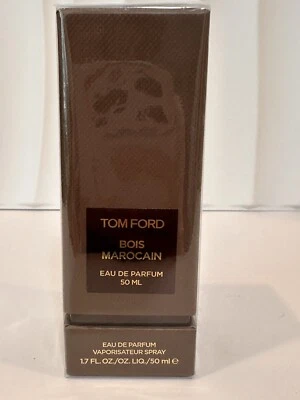 TOM FORD
BOIS
MAROCAIN
EAU DE PARFUM
50 ML
EAU DE PARFUM
VAPORISATEUR SPRAY
1.7 FL. OZ./OZ. LIQ./50 ml ℮